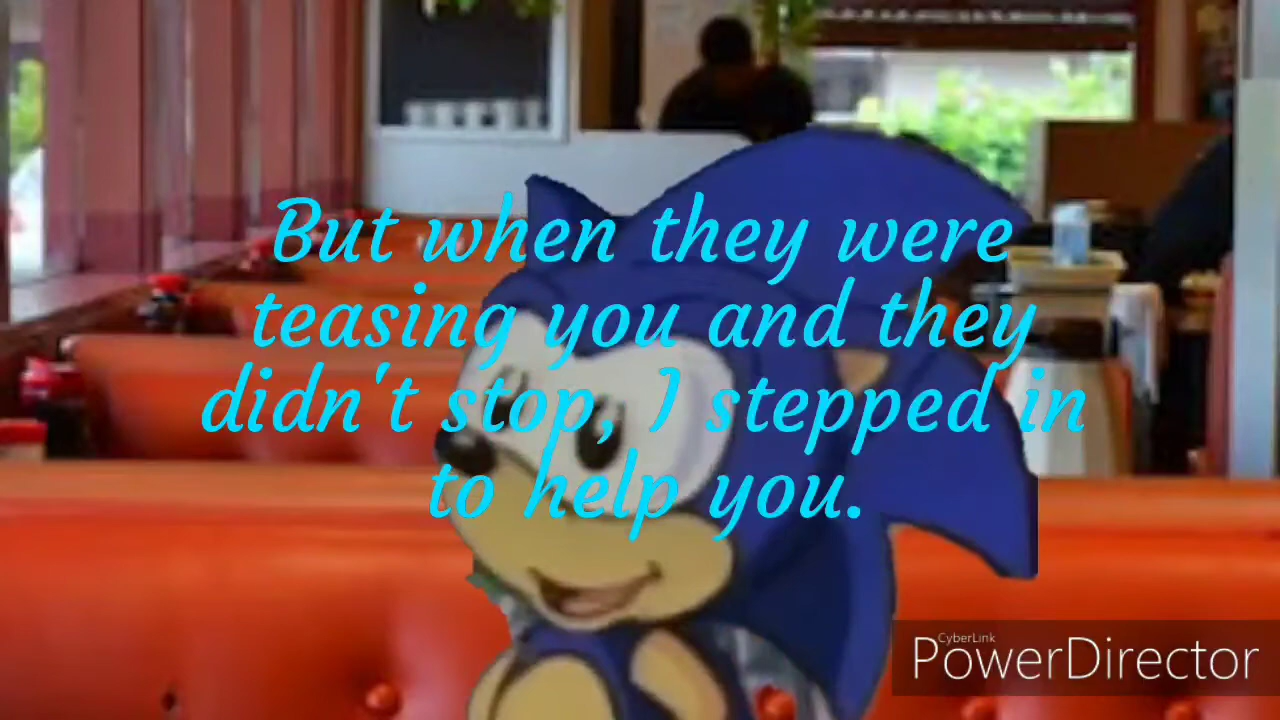 But when they were
teasing you and they
didn't stop, I stepped in
to help you.
CyberLink
PowerDirector